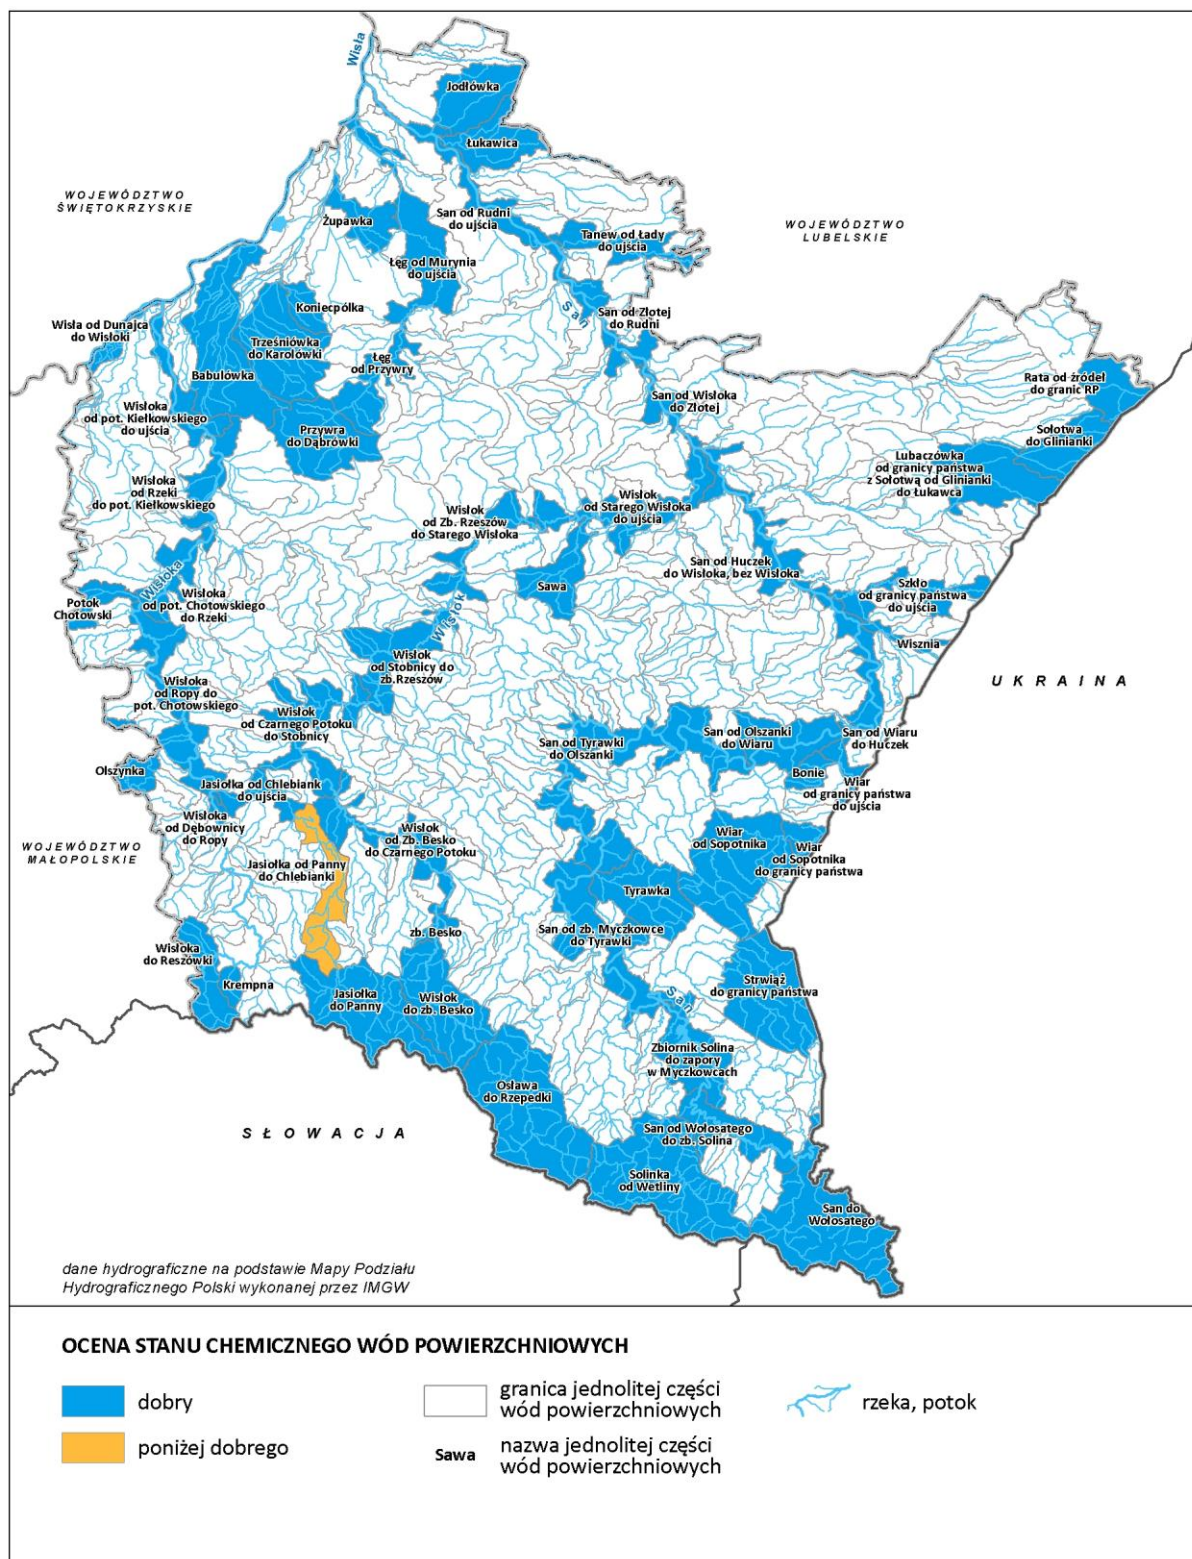 Wisła
Jodłówka
Łukawica
WOJEWÓDZTWO
ŚWIĘTOKRZYSKIE
Żupawka
San od Rudni
do ujścia
WOJEWÓDZTWO
LUBELSKIE
Tanew od Łady
do ujścia
Łęg od Murynia
do ujścia
Koniecpólka
San
San od Złotej
do Rudni
Wisła od Dunajca
do Wisłoki
Trześniówka
do Karolówki
Łęg
od Przywry
Babulówka
Rata od źródeł
do granic RP
San od Wisłoka
do Złotej
Wisłoka
od pot. Kiełkowskiego
do ujścia
Przywra
do Dąbrówki
Sołotwa
do Glinianki
Lubaczówka
od granicy państwa
z Sołotwą od Glinianki
do Łukawca
Wisłoka
od Rzeki
do pot. Kiełkowskiego
Wisłok
od Zb. Rzeszów
do Starego Wisłoka
Wisłok
od Starego Wisłoka
do ujścia
San od Huczek
do Wisłoka, bez Wisłoka
Wisłoka
Sawa
Szkło
od granicy państwa
do ujścia
Potok
Chotowski
Wisłoka
od pot. Chotowskiego
do Rzeki
Wisłok
Wisznia
Wisłok
od Stobnicy do
zb.Rzeszów
UKRAINA
Wisłoka
od Ropy do
pot. Chotowskiego
Wisłok
od Czarnego Potoku
do Stobnicy
San od Tyrawki
do Olszanki
San od Olszanki
do Wiaru
San od Wiaru
do Huczek
Olszynka
Bonie
Wiar
od granicy państwa
do ujścia
Jasiołka od Chlebiank
do ujścia
Wisłoka
od Dębownicy
do Ropy
Wisłok
od Zb. Besko
do Czarnego Potoku
Wiar
od Sopotnika
WOJEWÓDZTWO
MAŁOPOLSKIE
Wiar
od Sopotnika
do granicy państwa
Jasiołka od Panny
do Chlebianki
Tyrawka
zb. Besko
San od zb. Myczkowce
do Tyrawki
Wisłoka
do Reszówki
Krempna
Jasiołka
do Panny
Wisłok
do zb. Besko
San
Strwiąż
do granicy państwa
Zbiornik Solina
do zapory
w Myczkowcach
Osława
do Rzepedki
SŁOWACJA
San od Wołosatego
do zb. Solina
Solinka
od Wetliny
San do
Wołosatego
dane hydrograficzne na podstawie Mapy Podziału
Hydrograficznego Polski wykonanej przez IMGW
OCENA STANU CHEMICZNEGO WÓD POWIERZCHNIOWYCH
dobry
poniżej dobrego
granica jednolitej części
wód powierzchniowych
Sawa
nazwa jednolitej części
wód powierzchniowych
rzeka, potok